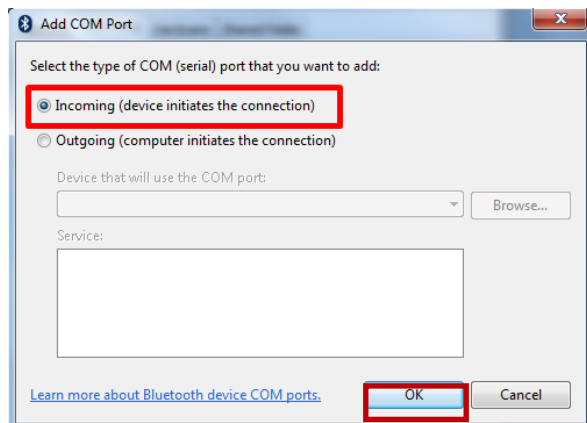 Add COM Port
Select the type of COM (serial) port that you want to add:
Incoming (device initiates the connection)
Outgoing (computer initiates the connection)
Device that will use the COM port:
Browse...
Service:
Learn more about Bluetooth device COM ports.
OK
Cancel